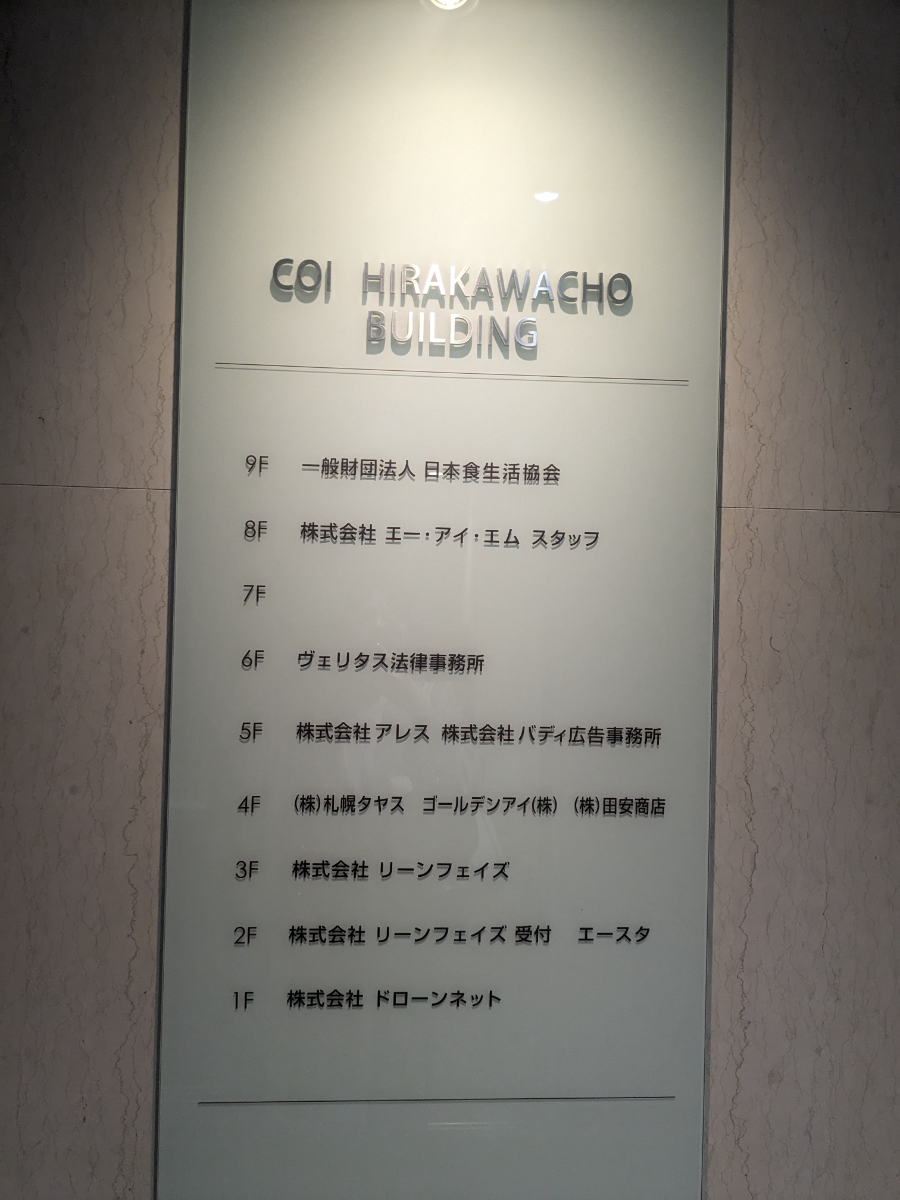 COI HIRAKAWACHO
BUILDING
9F 一般財団法人 日本食生活協会
8F 株式会社 エー・アイ・エム スタッフ
7F
6F ヴェリタス法律事務所
5F 株式会社 アレス 株式会社 バディ広告事務所
4F (株)札幌タヤス ゴールデンアイ(株) (株)田安商店
3F 株式会社 リーンフェイズ
2F 株式会社 リーンフェイズ 受付 エースタ
1F 株式会社 ドローンネット